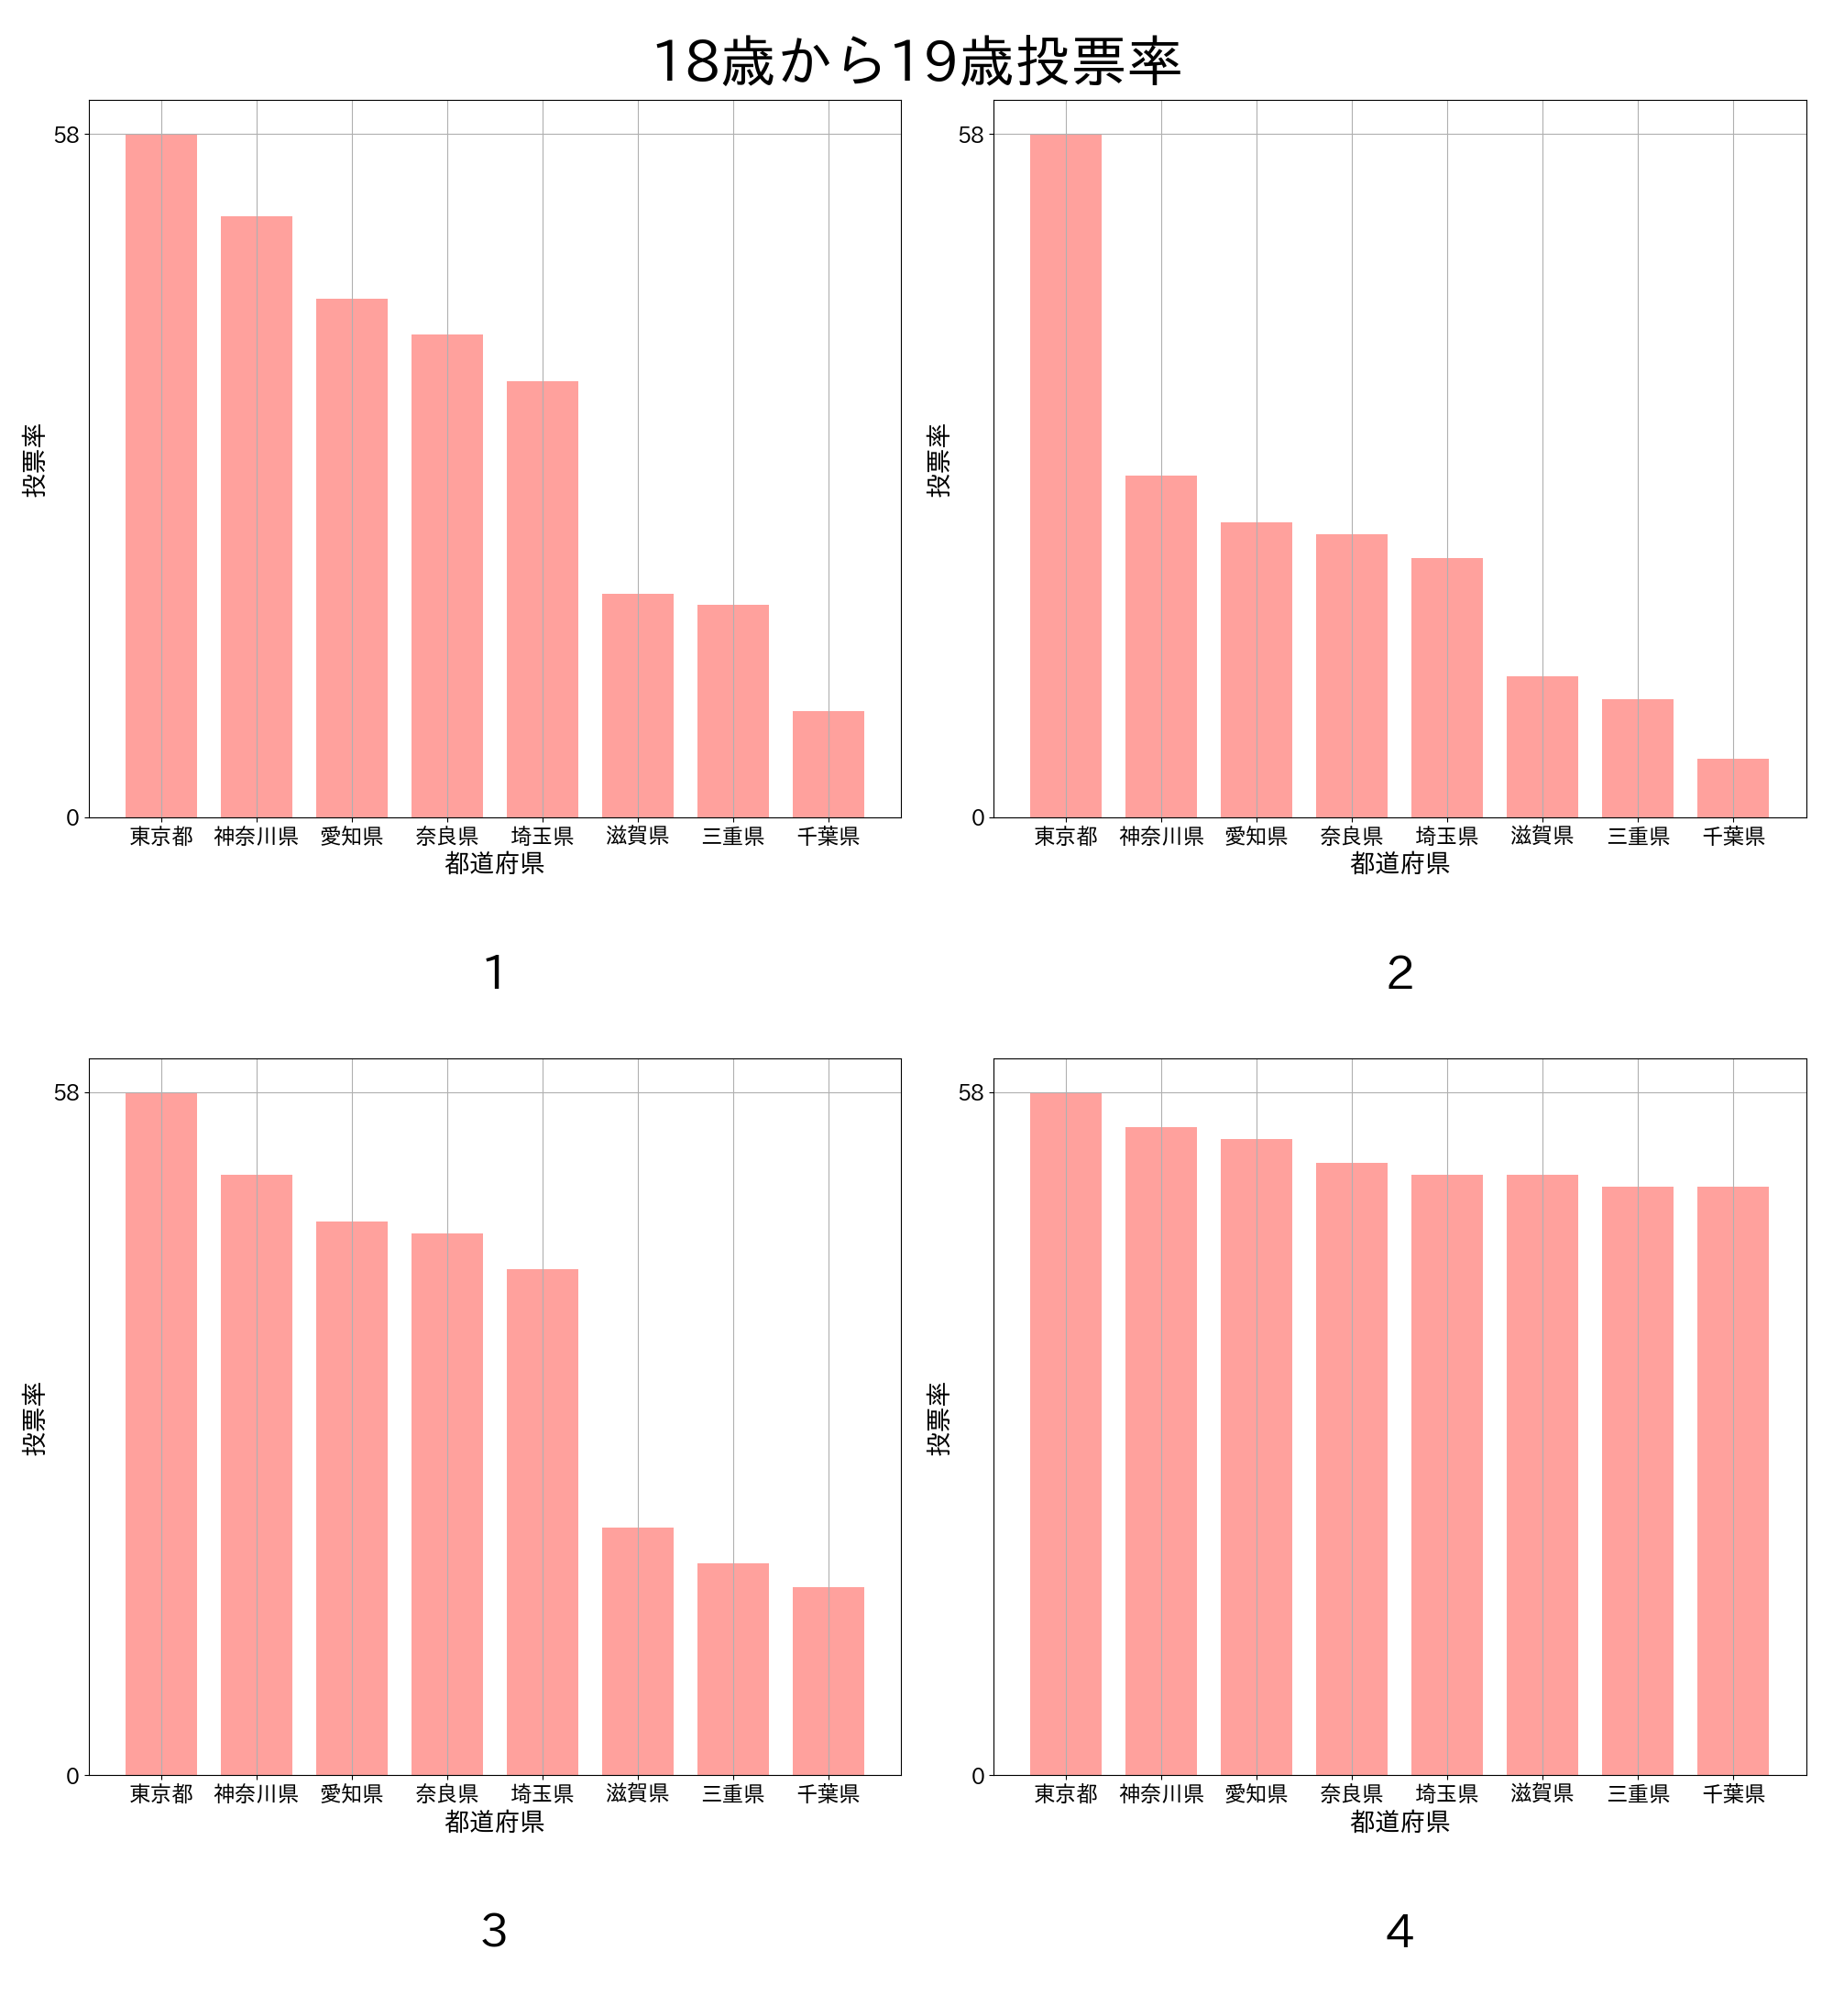 18歳から19歳投票率
58
0
投票率
東京都 神奈川県 愛知県 奈良県 埼玉県 滋賀県 三重県 千葉県
都道府県
1
58
0
投票率
東京都 神奈川県 愛知県 奈良県 埼玉県 滋賀県 三重県 千葉県
都道府県
2
58
0
投票率
東京都 神奈川県 愛知県 奈良県 埼玉県 滋賀県 三重県 千葉県
都道府県
3
58
0
投票率
東京都 神奈川県 愛知県 奈良県 埼玉県 滋賀県 三重県 千葉県
都道府県
4